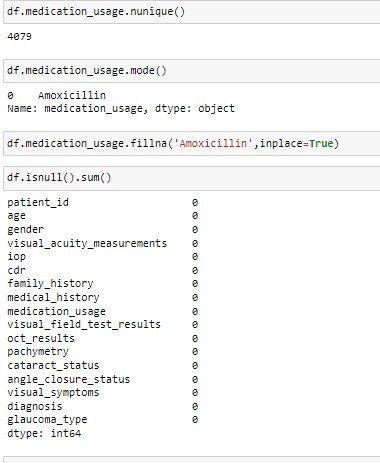 df.medication_usage.nunique()
4079
df.medication_usage.mode()
0    Amoxicillin
Name: medication_usage, dtype: object
df.medication_usage.fillna('Amoxicillin',inplace=True)
df.isnull().sum()
patient_id                   0
age                          0
gender                       0
visual_acuity_measurements   0
iop                          0
cdr                          0
family_history               0
medical_history              0
medication_usage             0
visual_field_test_results    0
oct_results                  0
pachymetry                   0
cataract_status              0
angle_closure_status         0
visual_symptoms              0
diagnosis                    0
glaucoma_type                0
dtype: int64